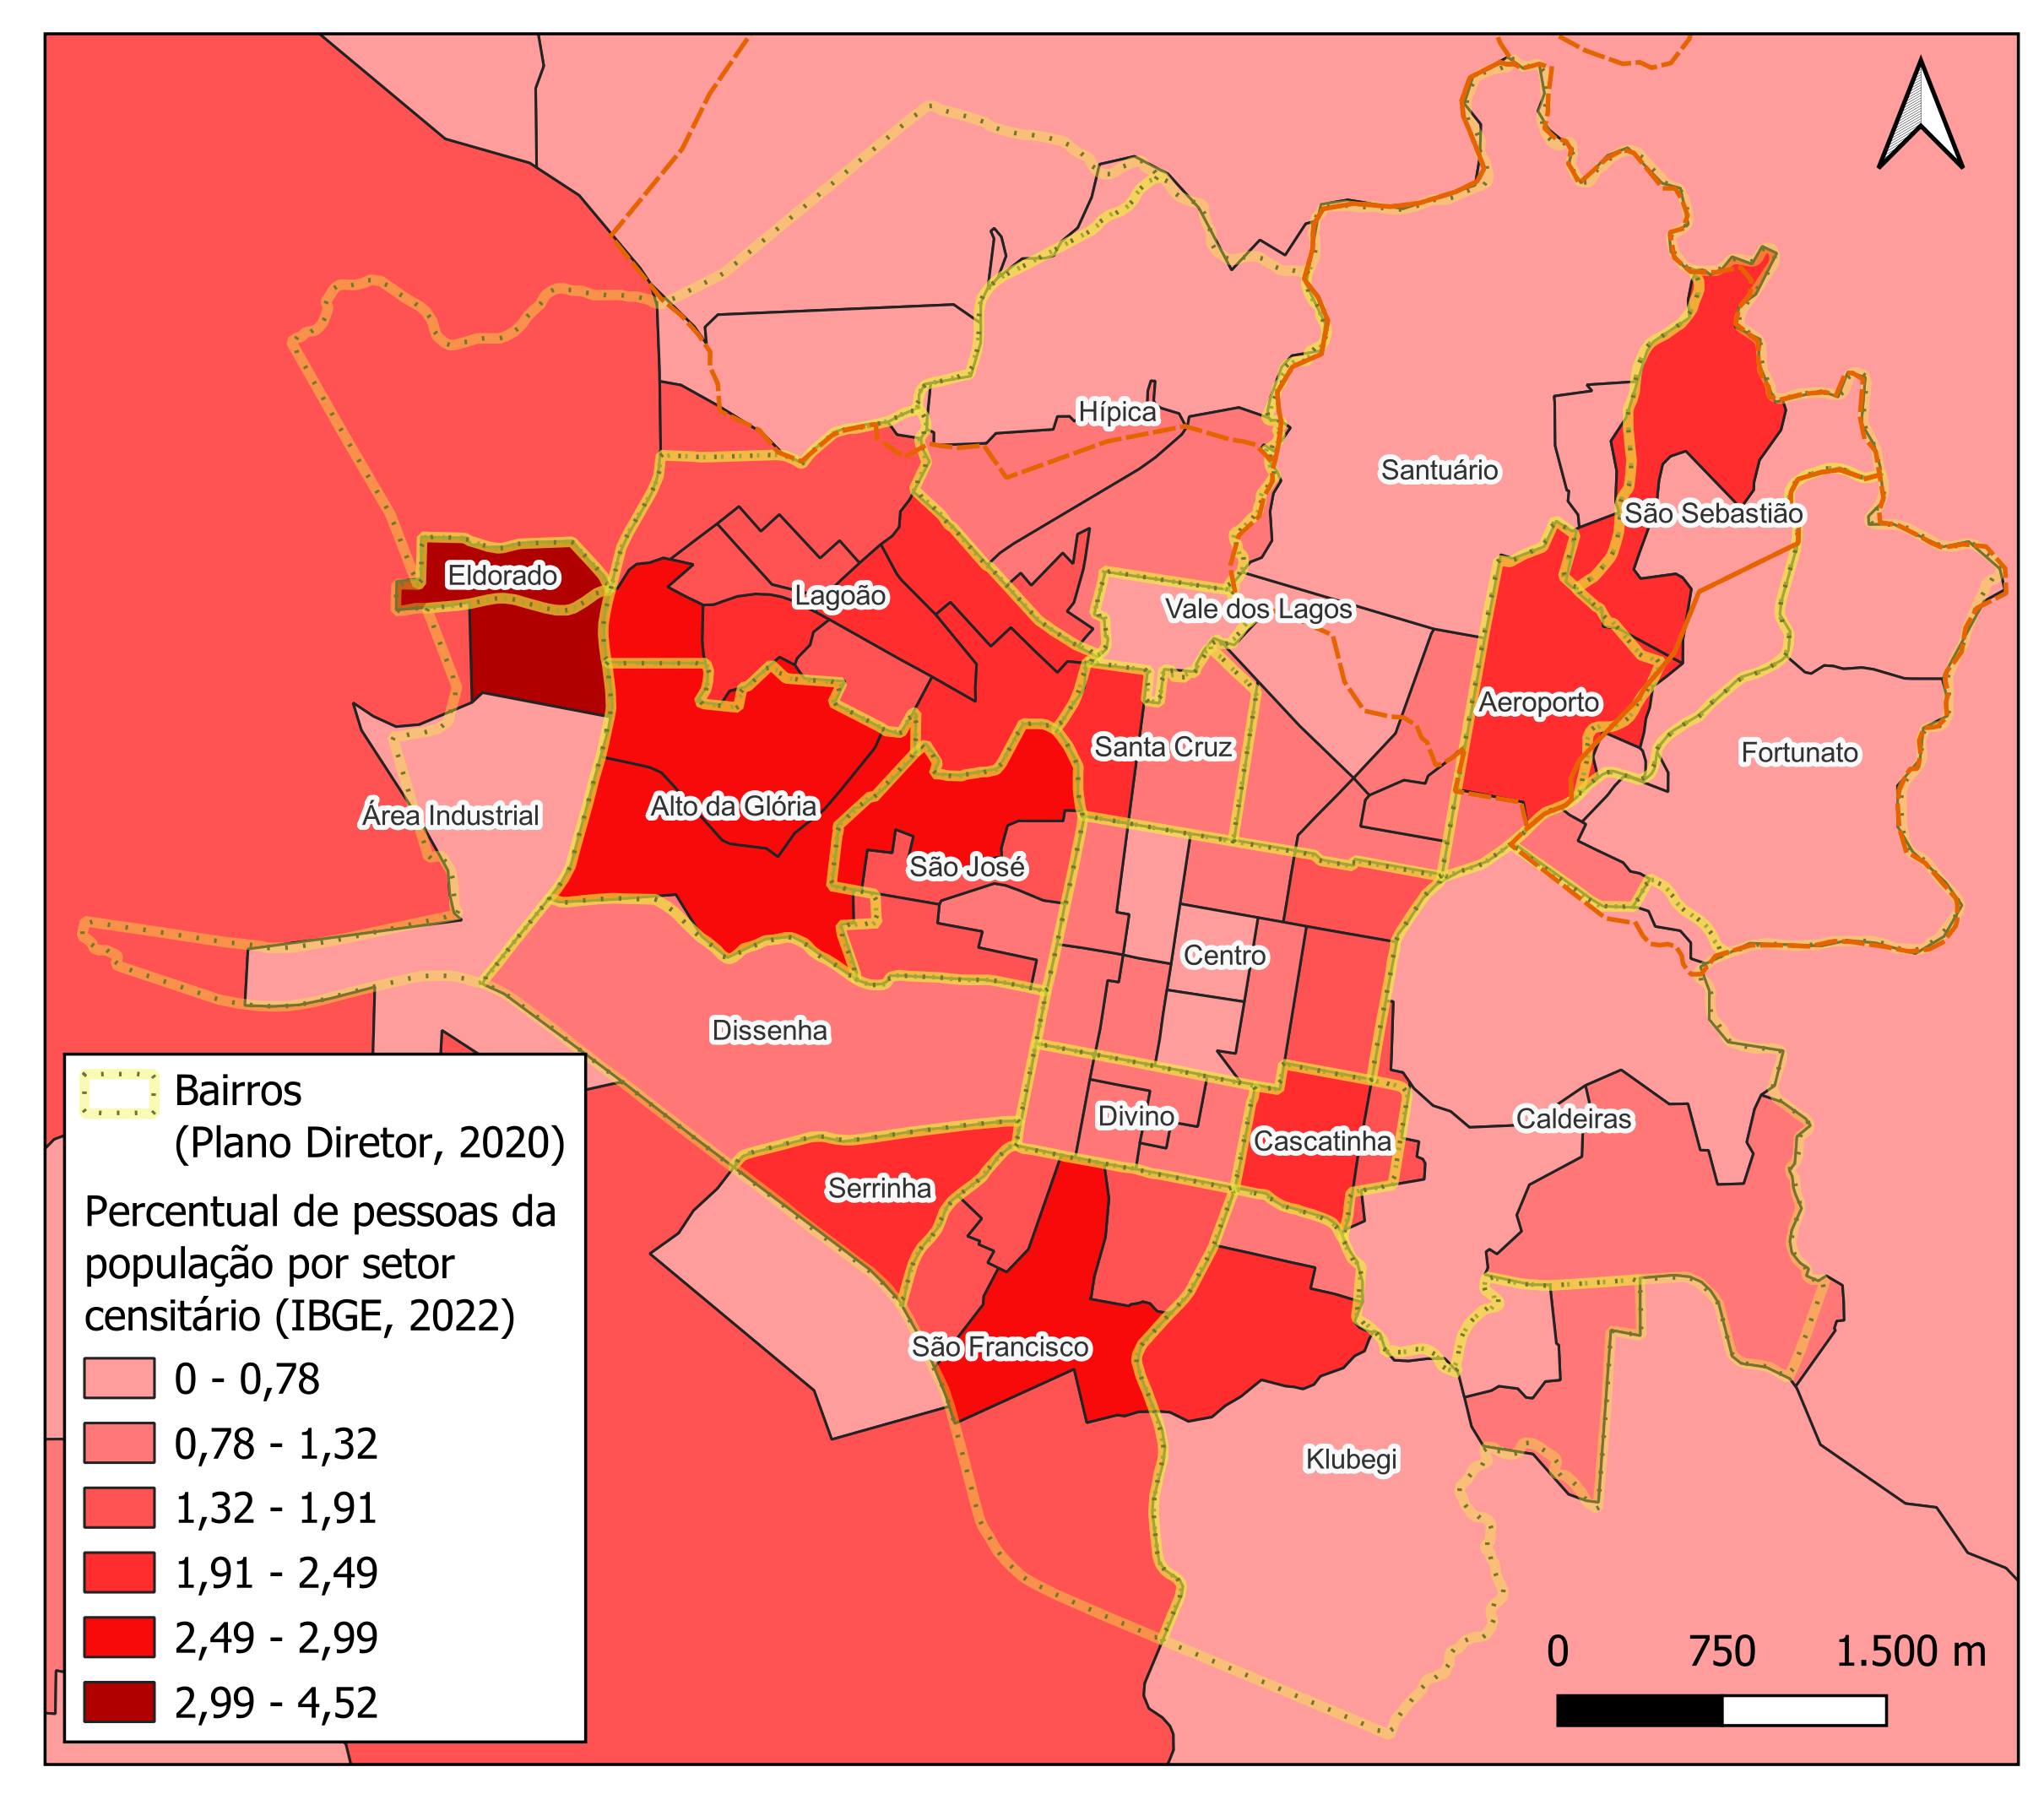 Hípica
Santuário
São Sebastião
Eldorado
Lagoão
Vale dos Lagos
Aeroporto
Santa Cruz
Fortunato
Alto da Glória
Área Industrial
São José
Centro
Dissenha
Divino
Caldeiras
Cascatinha
Serrinha
São Francisco
Klubegi
Bairros
(Plano Diretor, 2020)
Percentual de pessoas da
população por setor
censitário (IBGE, 2022)
0 - 0,78
0,78 - 1,32
1,32 - 1,91
1,91 - 2,49
2,49 - 2,99
2,99 - 4,52
0 750 1.500 m